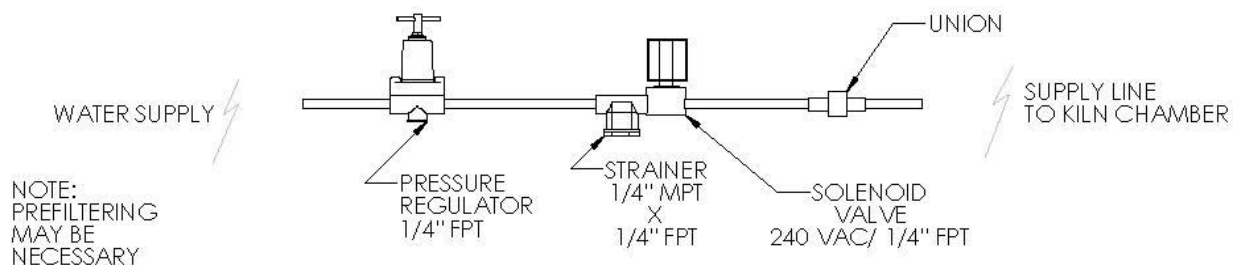 UNION
WATER SUPPLY
SUPPLY LINE
TO KILN CHAMBER
NOTE:
PREFILTERING
MAY BE
NECESSARY
PRESSURE
REGULATOR
1/4" FPT
STRAINER
1/4" MPT
X
1/4" FPT
SOLENOID
VALVE
240 VAC/ 1/4" FPT